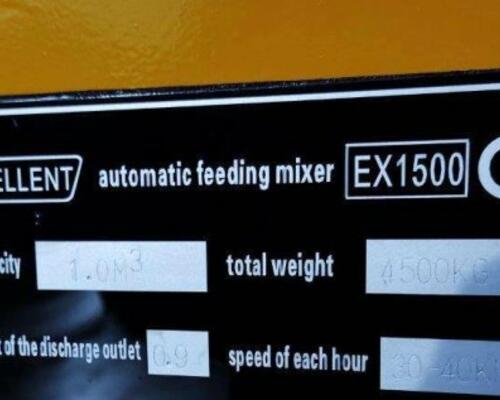 ELLENT automatic feeding mixer EX1500
city 1.0M³ total weight 4500KG
of the discharge outlet 0.9 speed of each hour 30-40K